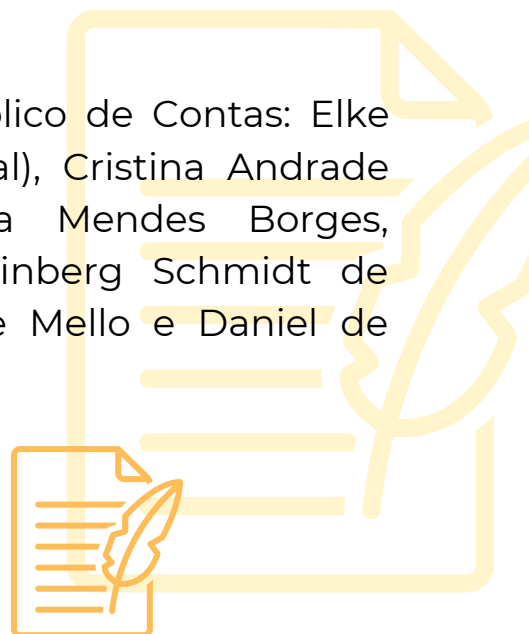 lico de Contas: Elke
al), Cristina Andrade
a Mendes Borges,
inberg Schmidt de
e Mello e Daniel de